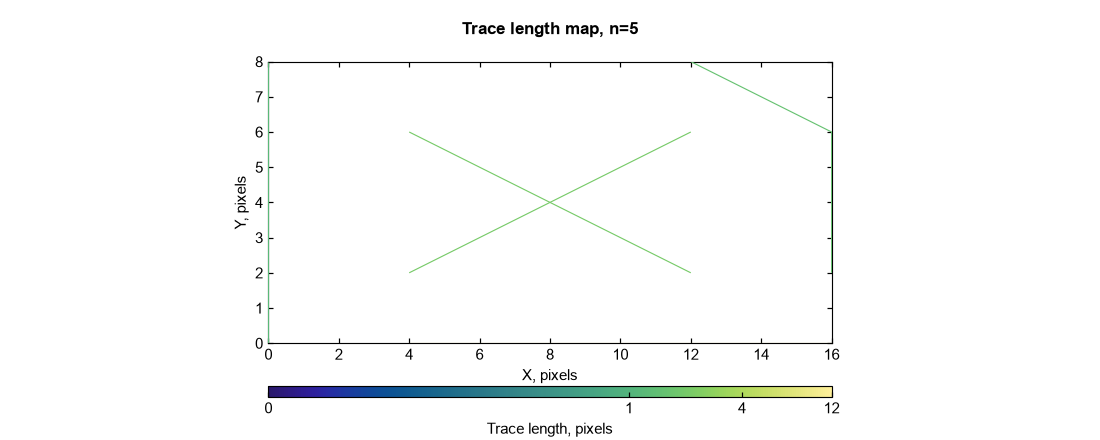 Trace length map, n=5
8
7
6
5
4
3
2
1
0
Y, pixels
0 2 4 6 8 10 12 14 16
X, pixels
0 1 4 12
Trace length, pixels